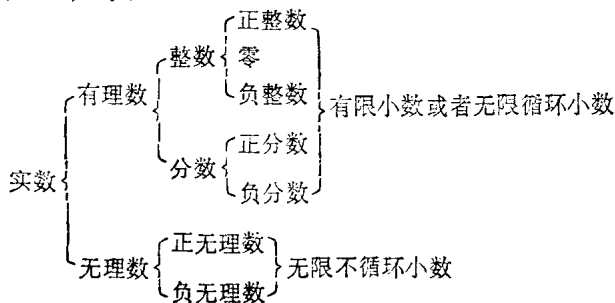 正整数
整数
零
有理数
负整数
有限小数或者无限循环小数
正分数
分数
实数
负分数
正无理数
无理数
无限不循环小数
负无理数